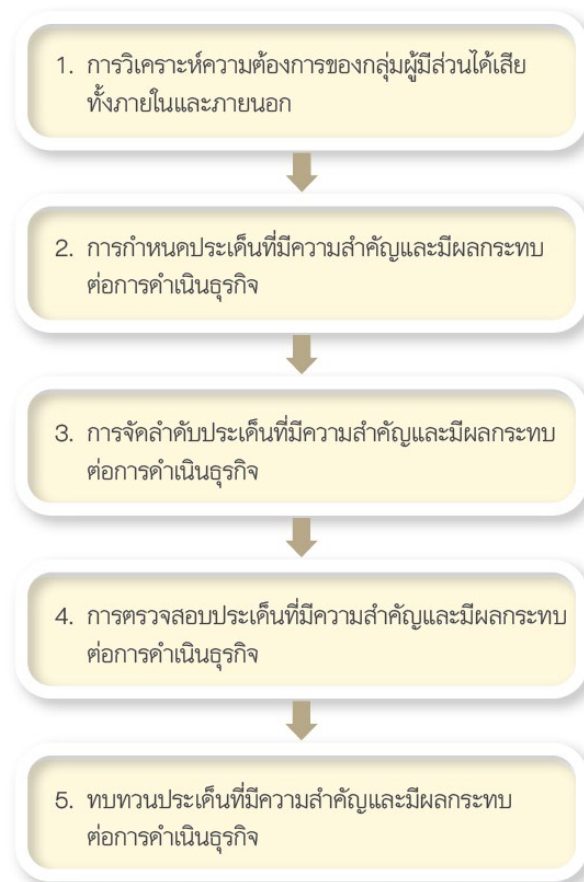 1. การวิเคราะห์ความต้องการของกลุ่มผู้มีส่วนได้เสีย
ทั้งภายในและภายนอก
2. การกำหนดประเด็นที่มีความสำคัญและมีผลกระทบ
ต่อการดำเนินธุรกิจ
3. การจัดลำดับประเด็นที่มีความสำคัญและมีผลกระทบ
ต่อการดำเนินธุรกิจ
4. การตรวจสอบประเด็นที่มีความสำคัญและมีผลกระทบ
ต่อการดำเนินธุรกิจ
5. ทบทวนประเด็นที่มีความสำคัญและมีผลกระทบ
ต่อการดำเนินธุรกิจ